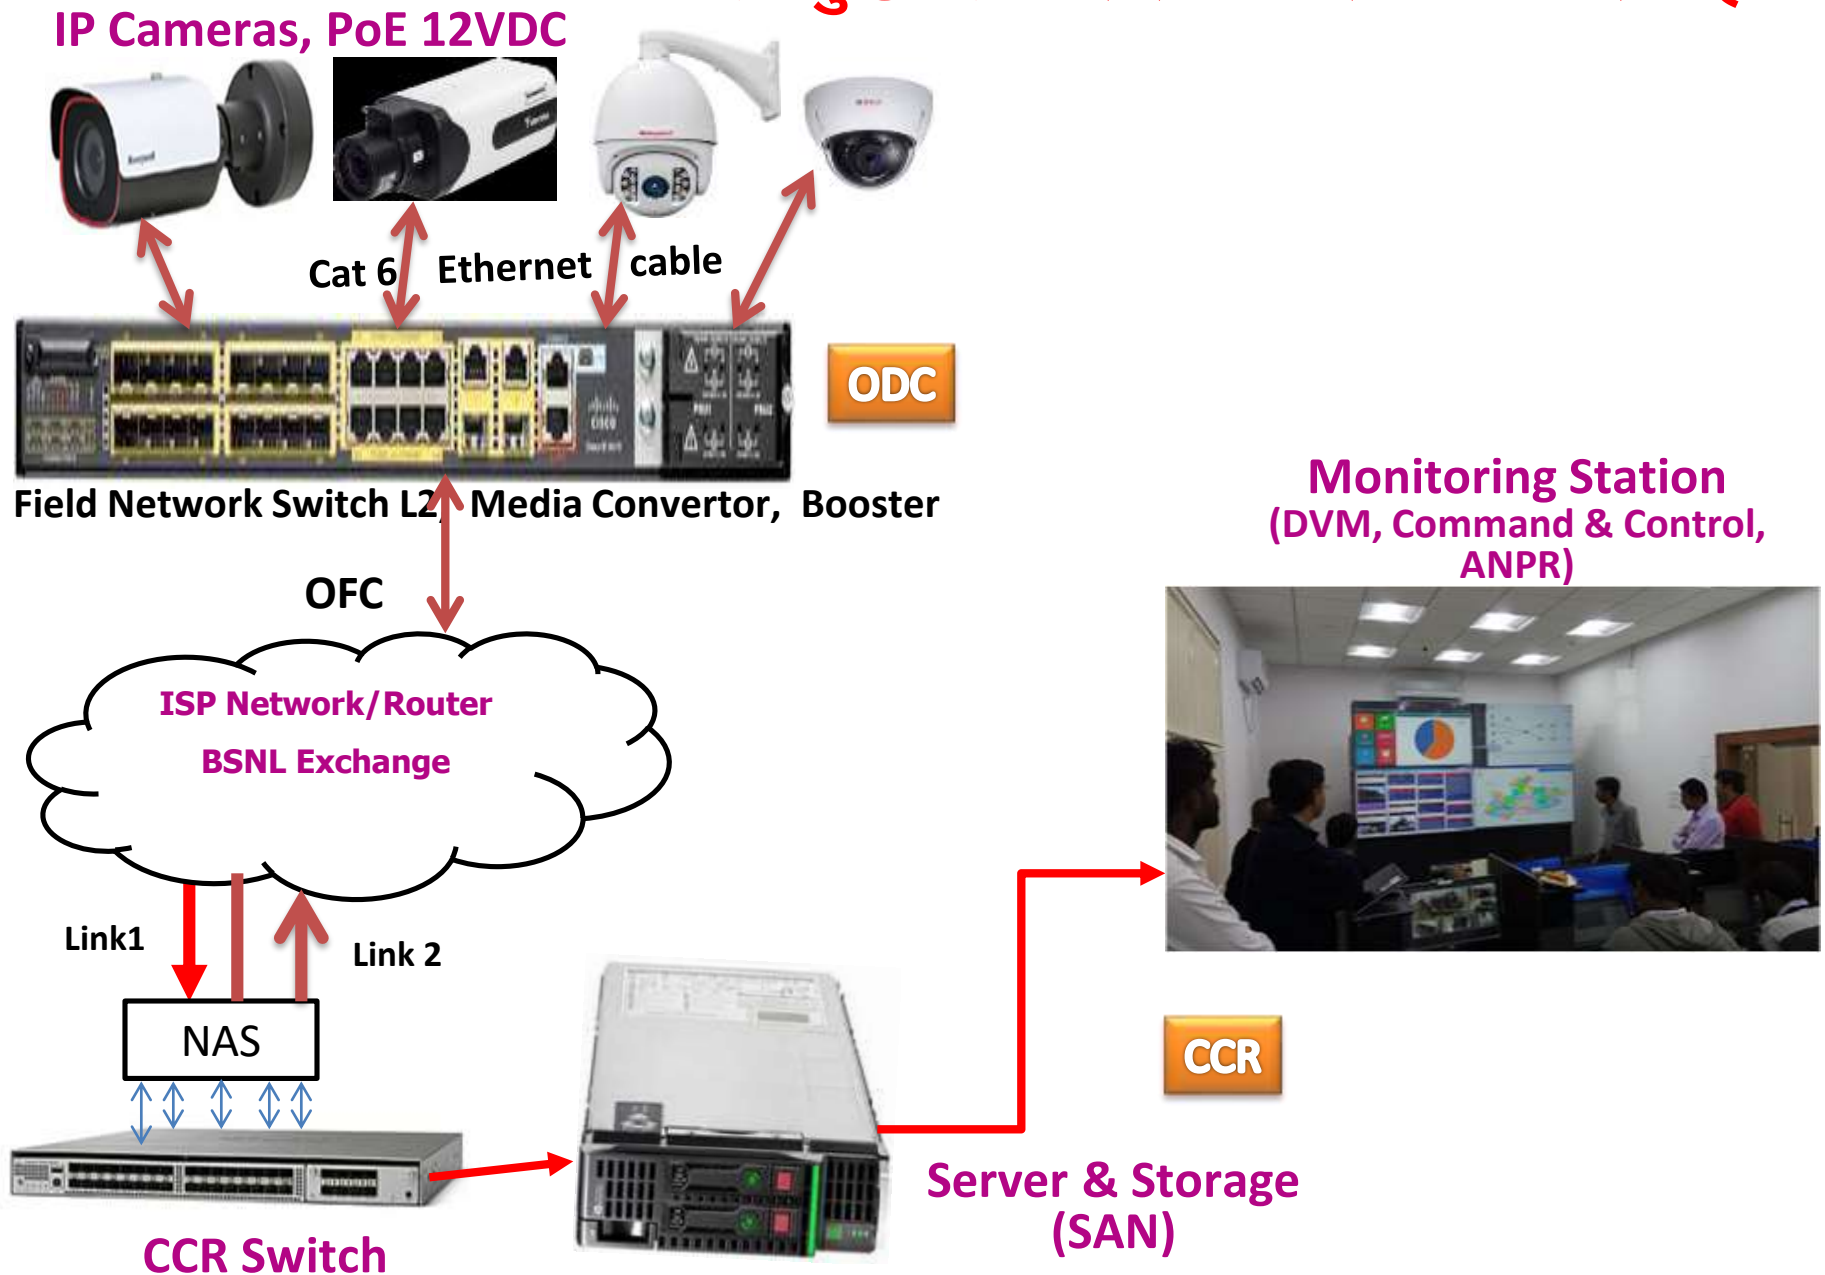 IP Cameras, PoE 12VDC
Cat 6 Ethernet cable
ODC
CISCO
Field Network Switch L2, Media Convertor, Booster
Monitoring Station
(DVM, Command & Control,
ANPR)
OFC
ISP Network/Router
BSNL Exchange
Link1
Link 2
NAS
CCR
Server & Storage
(SAN)
CCR Switch